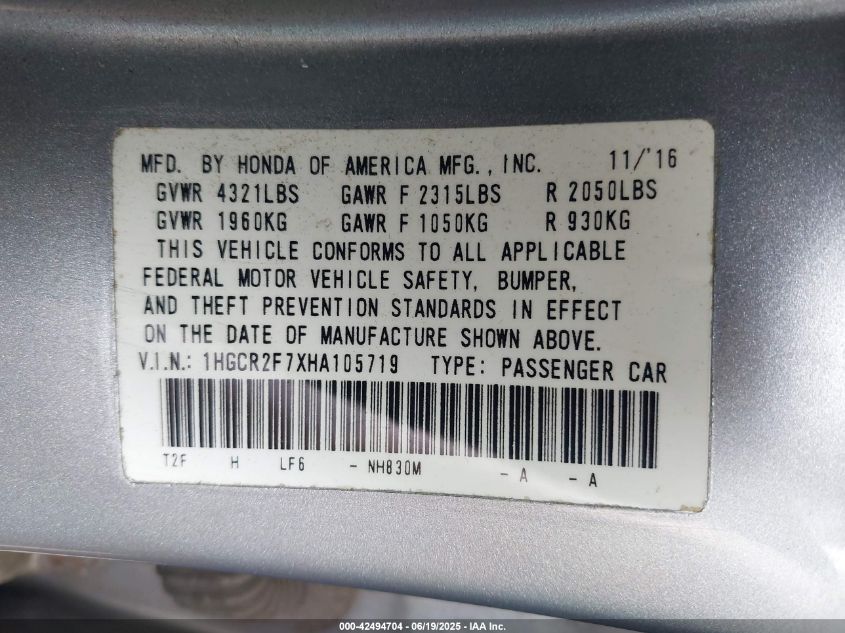 MFD. BY HONDA OF AMERICA MFG., INC. 11/'16
GVWR 4321LBS GAWR F 2315LBS R 2050LBS
GVWR 1960KG GAWR F 1050KG R 930KG
THIS VEHICLE CONFORMS TO ALL APPLICABLE
FEDERAL MOTOR VEHICLE SAFETY, BUMPER,
AND THEFT PREVENTION STANDARDS IN EFFECT
ON THE DATE OF MANUFACTURE SHOWN ABOVE.
V.I.N.: 1HGCR2F7XHA105719 TYPE: PASSENGER CAR
T2F H LF6 - NH830M - A - A
000-42494704 - 06/19/2025 - IAA Inc.